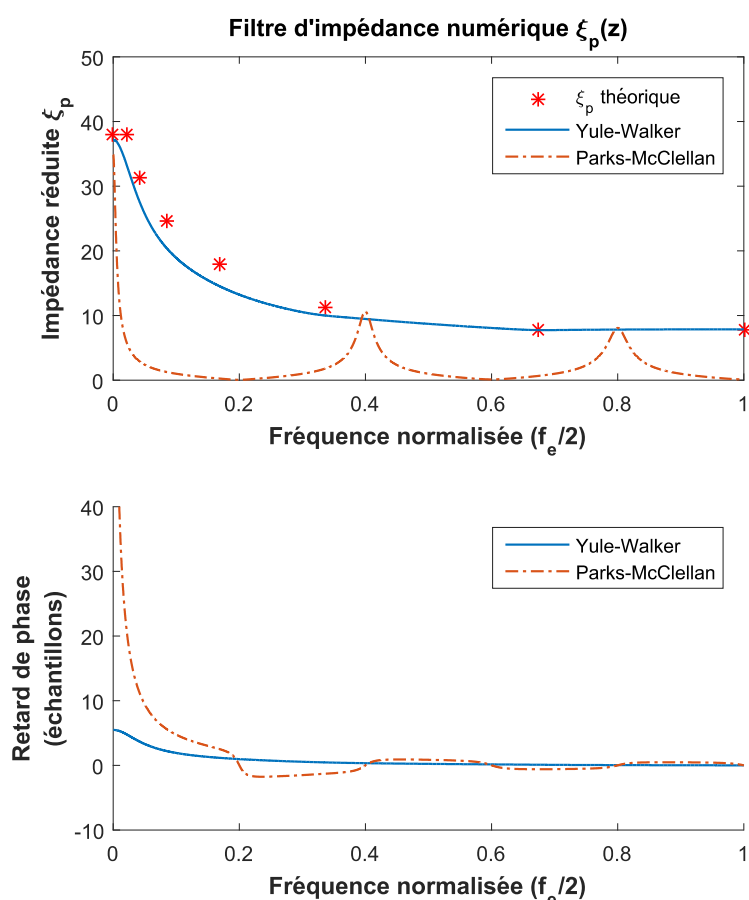 Filtre d'impédance numérique ξp(z)
50
40
30
20
10
0
Impédance réduite ξp
ξp théorique
Yule-Walker
Parks-McClellan
0 0.2 0.4 0.6 0.8 1
Fréquence normalisée (fe/2)
40
30
20
10
0
-10
Retard de phase
(échantillons)
Yule-Walker
Parks-McClellan
0 0.2 0.4 0.6 0.8 1
Fréquence normalisée (fe/2)